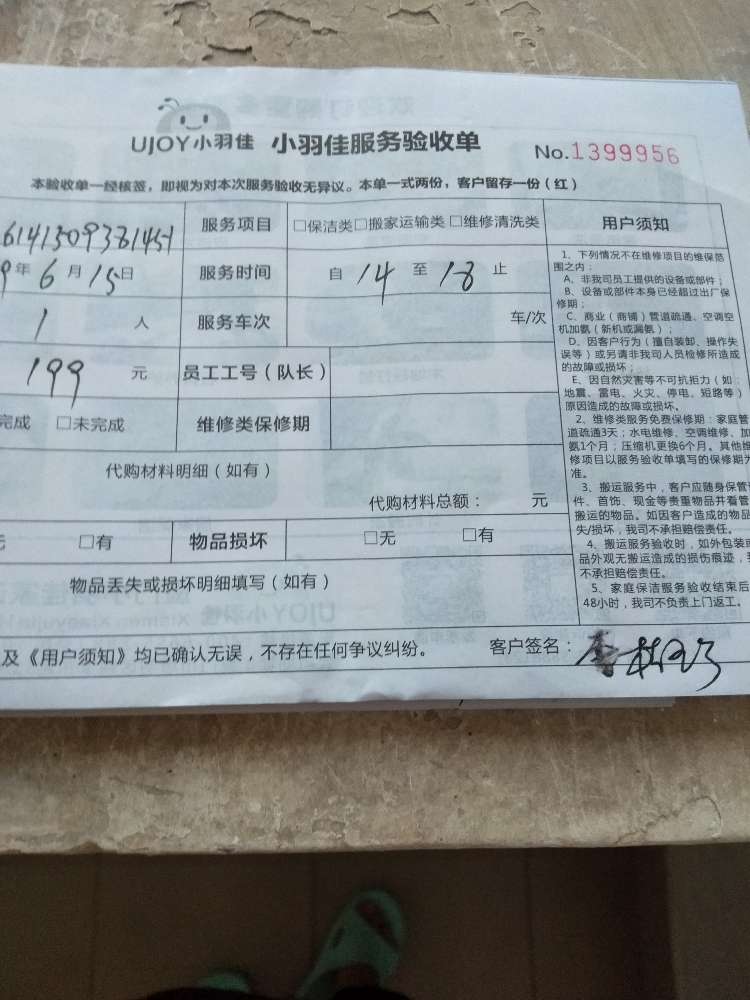 UJOY小羽佳 小羽佳服务验收单 No.1399956
本验收单一经核签，即视为对本次服务验收无异议。本单一式两份，客户留存一份（红）
服务项目 □保洁类□搬家运输类□维修清洗类
9年6月15日 服务时间 自 14 至 18 止
1 人 服务车次 车/次
199 元 员工工号（队长）
完成 □未完成 维修类保修期
代购材料明细（如有）
代购材料总额： 元
□有 物品损坏 □无 □有
物品丢失或损坏明细填写（如有）
及《用户须知》均已确认无误，不存在任何争议纠纷。 客户签名：
用户须知
1、下列情况不在维修项目的维保范
围之内：
A、非我司员工提供的设备或部件；
B、设备或部件本身已经超过出厂保
修期；
C、商业（商铺）管道疏通、空调空
机加氨（新机或漏氨）；
D、因客户行为（擅自装卸、操作失
误等）或另请非我司人员检修所造成
的故障或损坏；
E、因自然灾害等不可抗拒力（如
地震、雷电、火灾、停电、短路等）
原因造成的故障或损坏。
2、维修类服务免费保修期：家庭管
道疏通3天；水电维修、空调维修、加
氨1个月；压缩机更换6个月。其他维
修项目以服务验收单填写的保修期为
准。
3、搬运服务中，客户应随身保管
件、首饰、现金等贵重物品并看管
搬运的物品。如因客户造成的物品
失/损坏，我司不承担赔偿责任。
4、搬运服务验收时，如外包装
品外观无搬运造成的损伤痕迹，
不承担赔偿责任。
5、家庭保洁服务验收结束后
48小时，我司不负责上门返工。